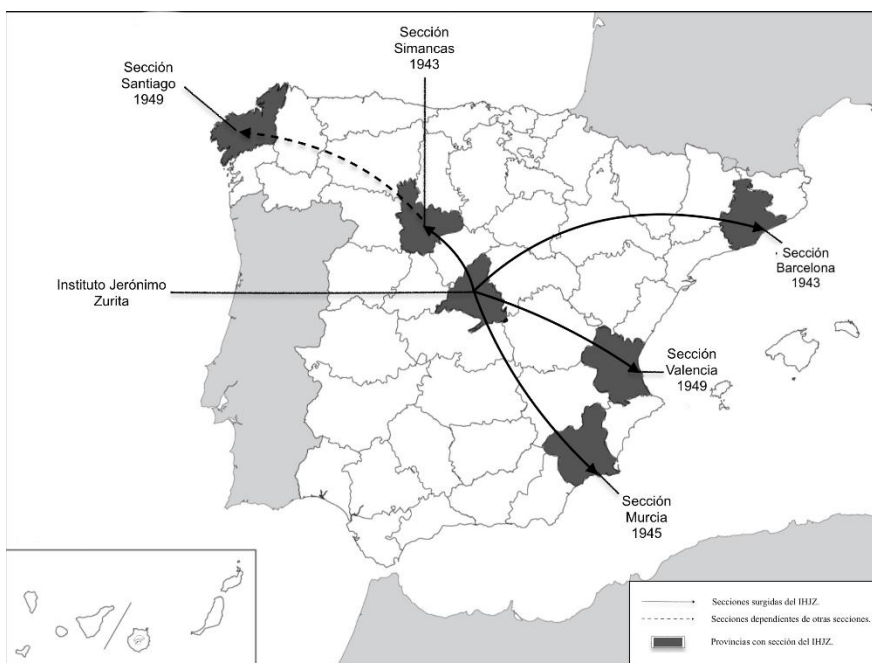 Sección
Simancas
1943
Sección
Santiago
1949
Instituto Jerónimo
Zurita
Sección
Barcelona
1943
Sección
Valencia
1949
Sección
Murcia
1945
Secciones surgidas del IHJZ.
Secciones dependientes de otras secciones.
Provincias con sección del IHJZ.